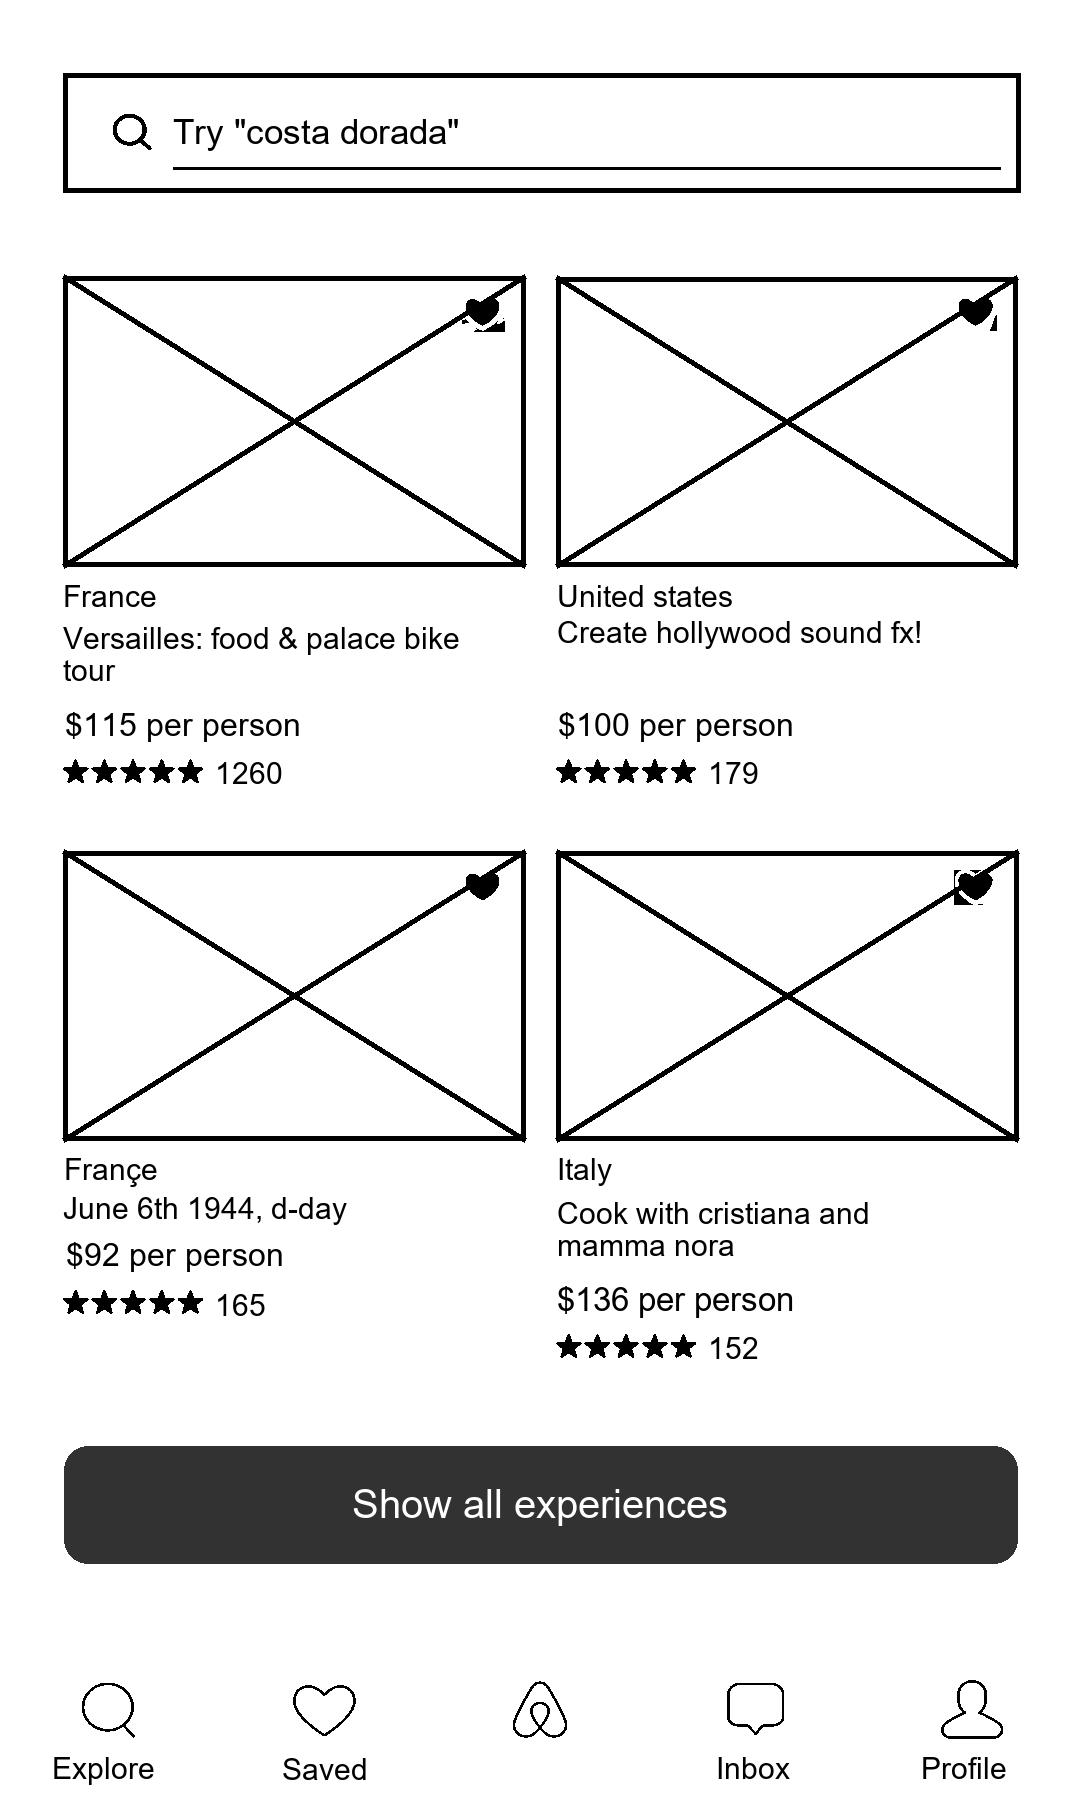 Try "costa dorada"
France
Versailles: food & palace bike
tour
$115 per person
1260
United states
Create hollywood sound fx!
$100 per person
179
Françe
June 6th 1944, d-day
$92 per person
165
Italy
Cook with cristiana and
mamma nora
$136 per person
152
Show all experiences
Explore
Saved
Inbox
Profile